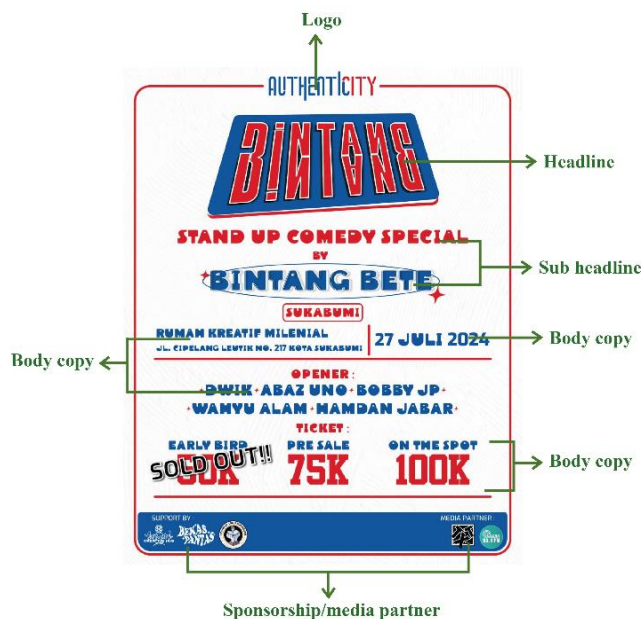 Logo
AUTHENTICITY
BINTANG
Headline
STAND UP COMEDY SPECIAL
BY
BINTANG BETE
Sub headline
SUKABUMI
RUMAH KREATIF MILENIAL
JL. CIPELANG LEUTIK NO. 217 KOTA SUKABUMI
27 JULI 2024
Body copy
Body copy
OPENER :
DWIK ABAZ UNO BOBBY JP
WAHYU ALAM HAMDAN JABAR
TICKET :
EARLY BIRD PRE SALE ON THE SPOT
SOLD OUT!! 75K 100K
Body copy
SUPPORT BY MEDIA PARTNER
BEKAS PANTAS
Sponsorship/media partner